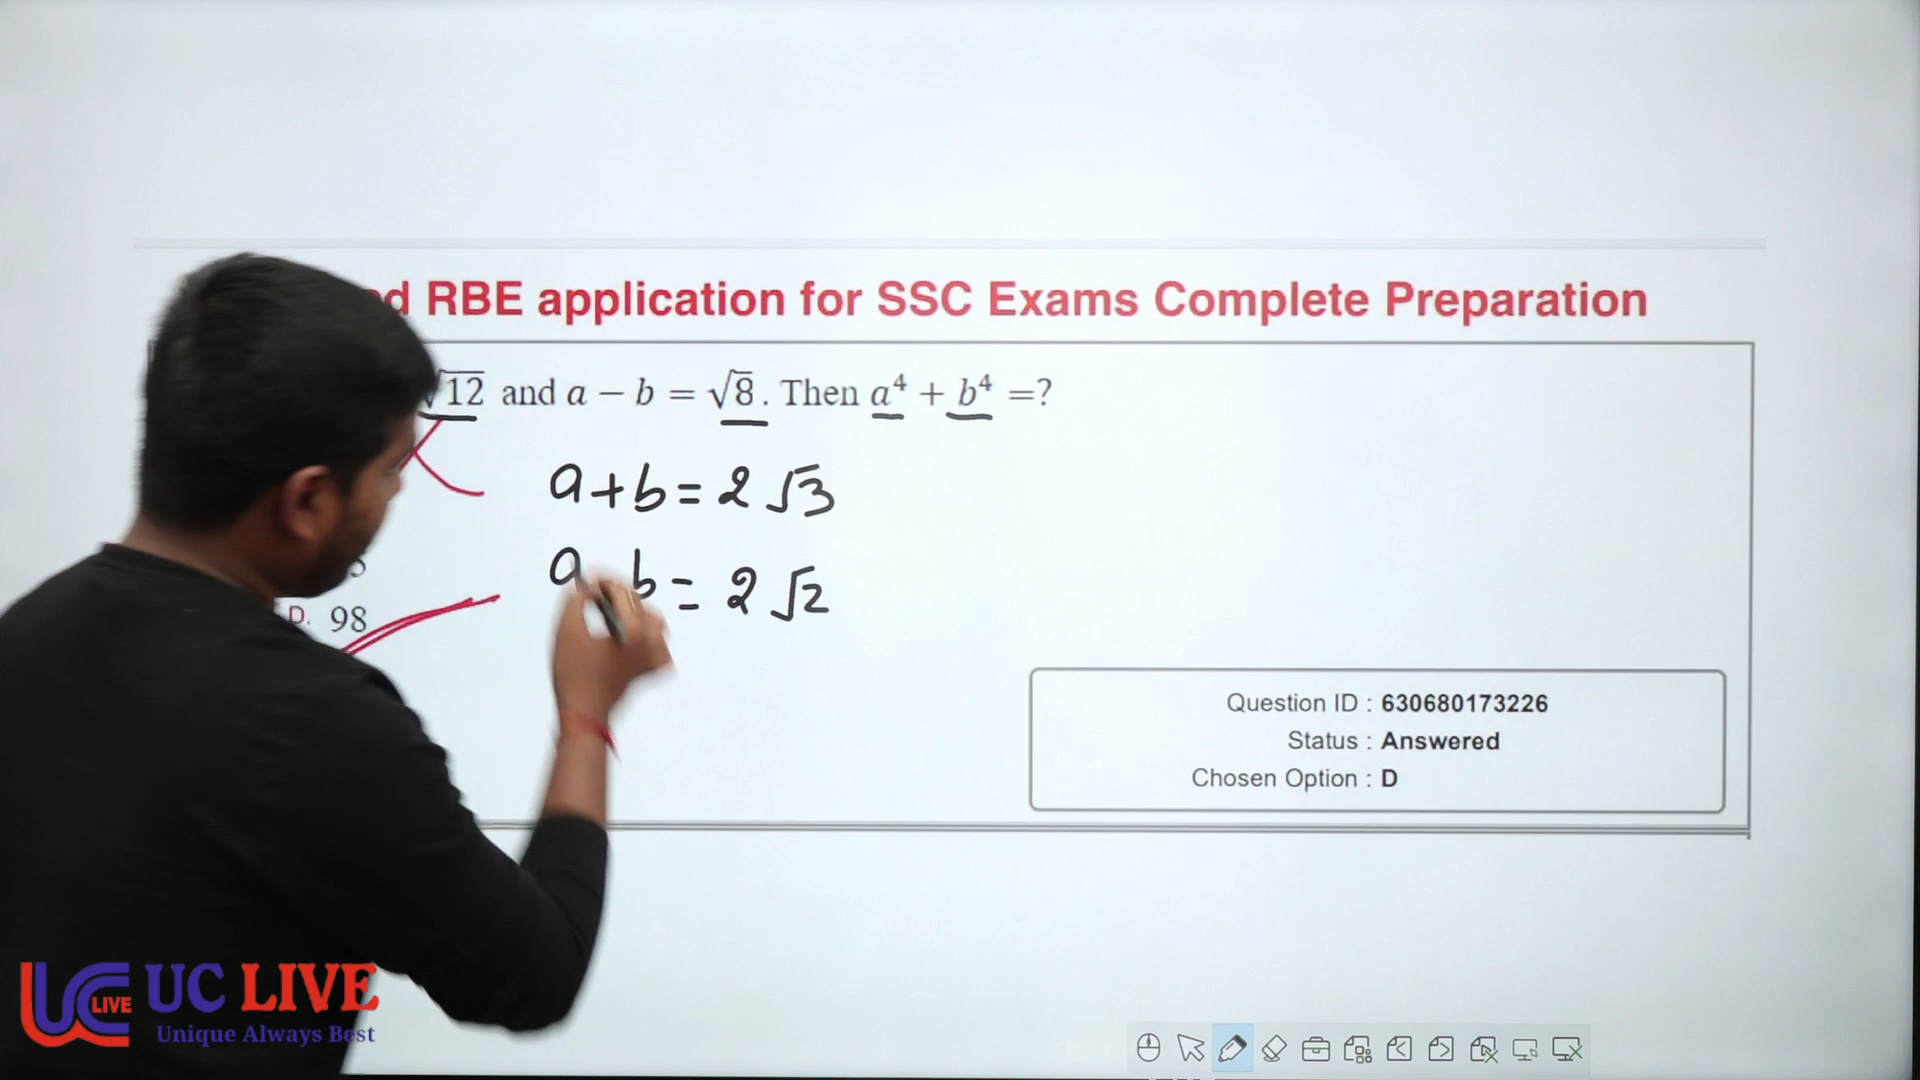 RBE application for SSC Exams Complete Preparation
√12 and a − b = √8. Then a⁴ + b⁴ =?
a+b = 2√3
a b = 2√2
D. 98
Question ID : 630680173226
Status : Answered
Chosen Option : D
LIVE
UC LIVE
Unique Always Best